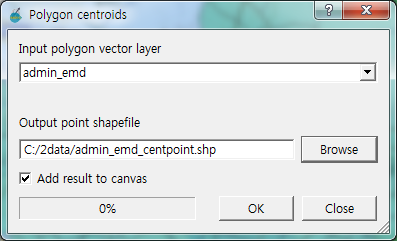 Polygon centroids
Input polygon vector layer
admin_emd
Output point shapefile
C:/2data/admin_emd_centpoint.shp
Browse
Add result to canvas
0%
OK
Close